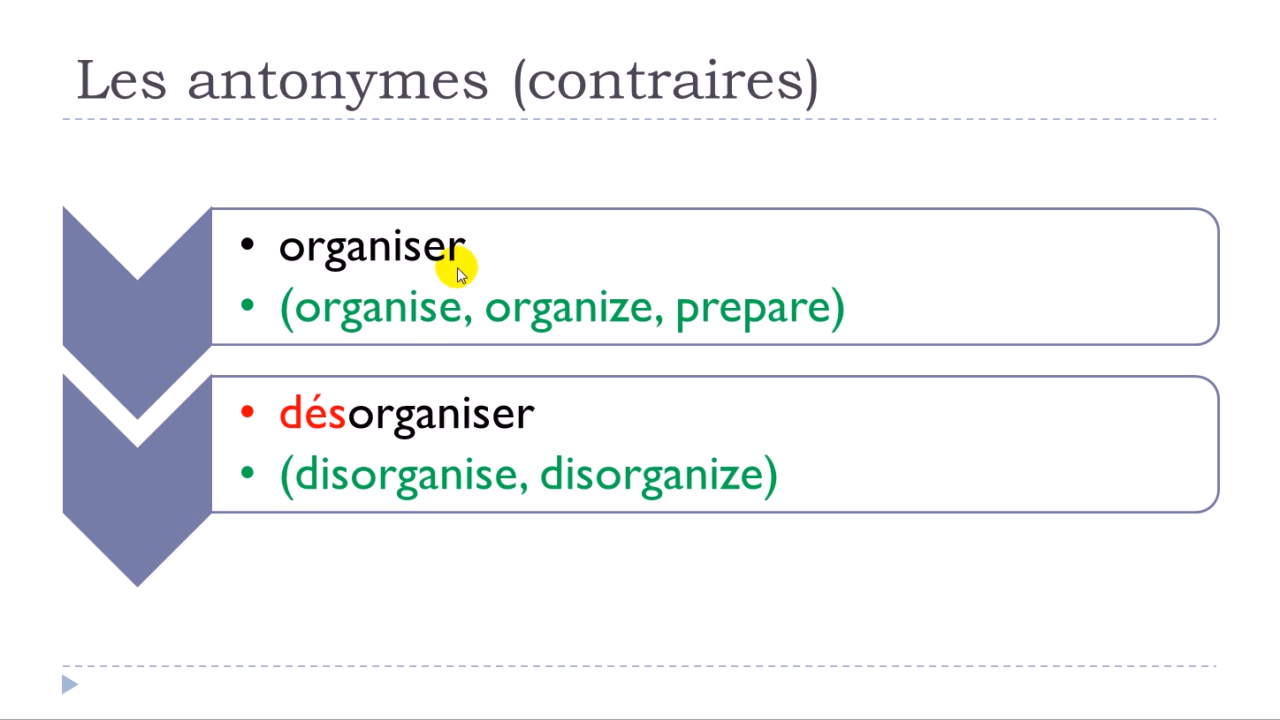 Les antonymes (contraires)
• organiser
• (organise, organize, prepare)
• désorganiser
• (disorganise, disorganize)